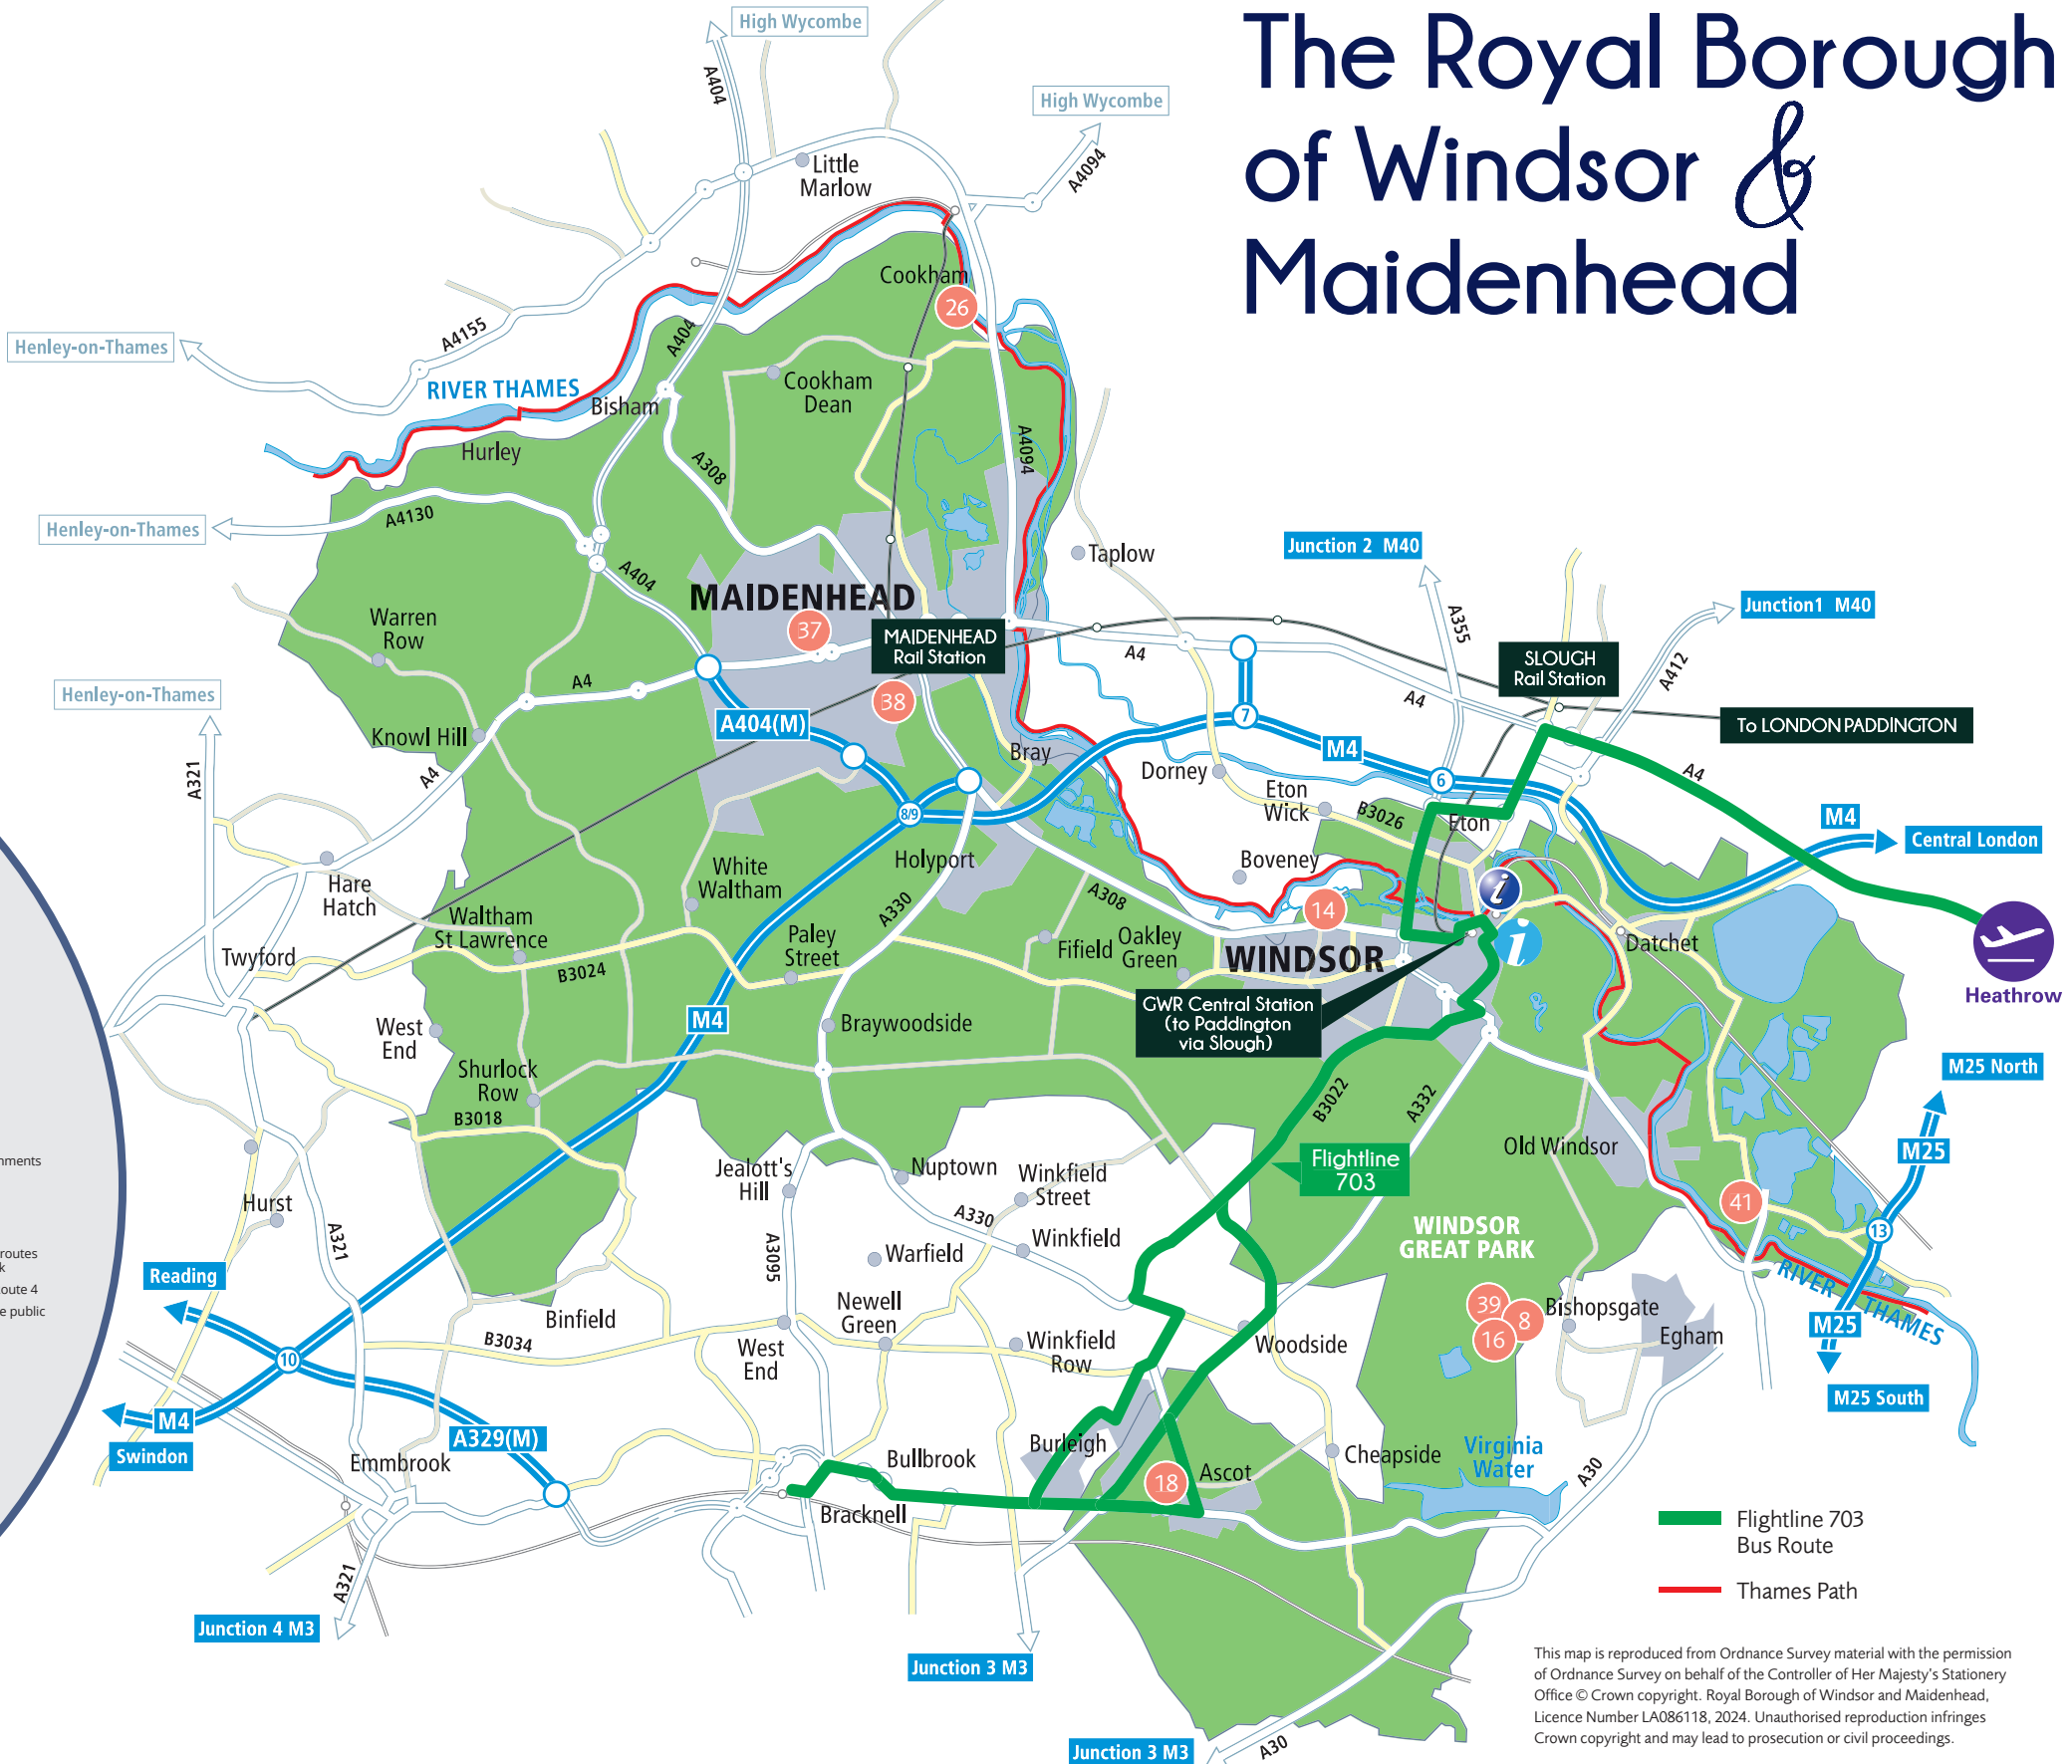 The Royal Borough
of Windsor &
Maidenhead
High Wycombe
High Wycombe
A404
A4094
Little
Marlow
Cookham
26
Henley-on-Thames
A4155
RIVER THAMES
A404
Bisham
Cookham
Dean
Hurley
A308
A4094
Henley-on-Thames
A4130
A404
Taplow
Junction 2 M40
Junction1 M40
A355
A412
MAIDENHEAD
37
MAIDENHEAD
Rail Station
Warren
Row
A4
A4
SLOUGH
Rail Station
Henley-on-Thames
A4
38
A404(M)
7
M4
To LONDON PADDINGTON
Knowl Hill
A4
A321
Bray
Dorney
6
A4
Eton
Wick
B3026
Eton
M4
Central London
8/9
Holyport
White
Waltham
Boveney
Hare
Hatch
A308
A330
14
i
i
Waltham
St Lawrence
Paley
Street
Fifield
Oakley
Green
WINDSOR
Datchet
Heathrow
Twyford
B3024
GWR Central Station
(to Paddington
via Slough)
M4
Braywoodside
West
End
Shurlock
Row
B3018
B3022
A332
M25 North
M25
Old Windsor
Flightline
703
nments
Jealott's
Hill
Nuptown
Winkfield
Street
41
13
Hurst
A321
A330
Winkfield
WINDSOR
GREAT PARK
routes
k
oute 4
e public
Reading
A3095
Warfield
RIVER THAMES
M25
Binfield
Newell
Green
39
8
16
Bishopsgate
Egham
B3034
West
End
Winkfield
Row
Woodside
M25 South
10
M4
Swindon
A329(M)
Emmbrook
Bullbrook
Burleigh
18
Ascot
Cheapside
Virginia
Water
A30
Bracknell
Flightline 703
Bus Route
A321
Thames Path
Junction 4 M3
Junction 3 M3
This map is reproduced from Ordnance Survey material with the permission
of Ordnance Survey on behalf of the Controller of Her Majesty's Stationery
Office © Crown copyright. Royal Borough of Windsor and Maidenhead,
Licence Number LA086118, 2024. Unauthorised reproduction infringes
Crown copyright and may lead to prosecution or civil proceedings.
Junction 3 M3
A30